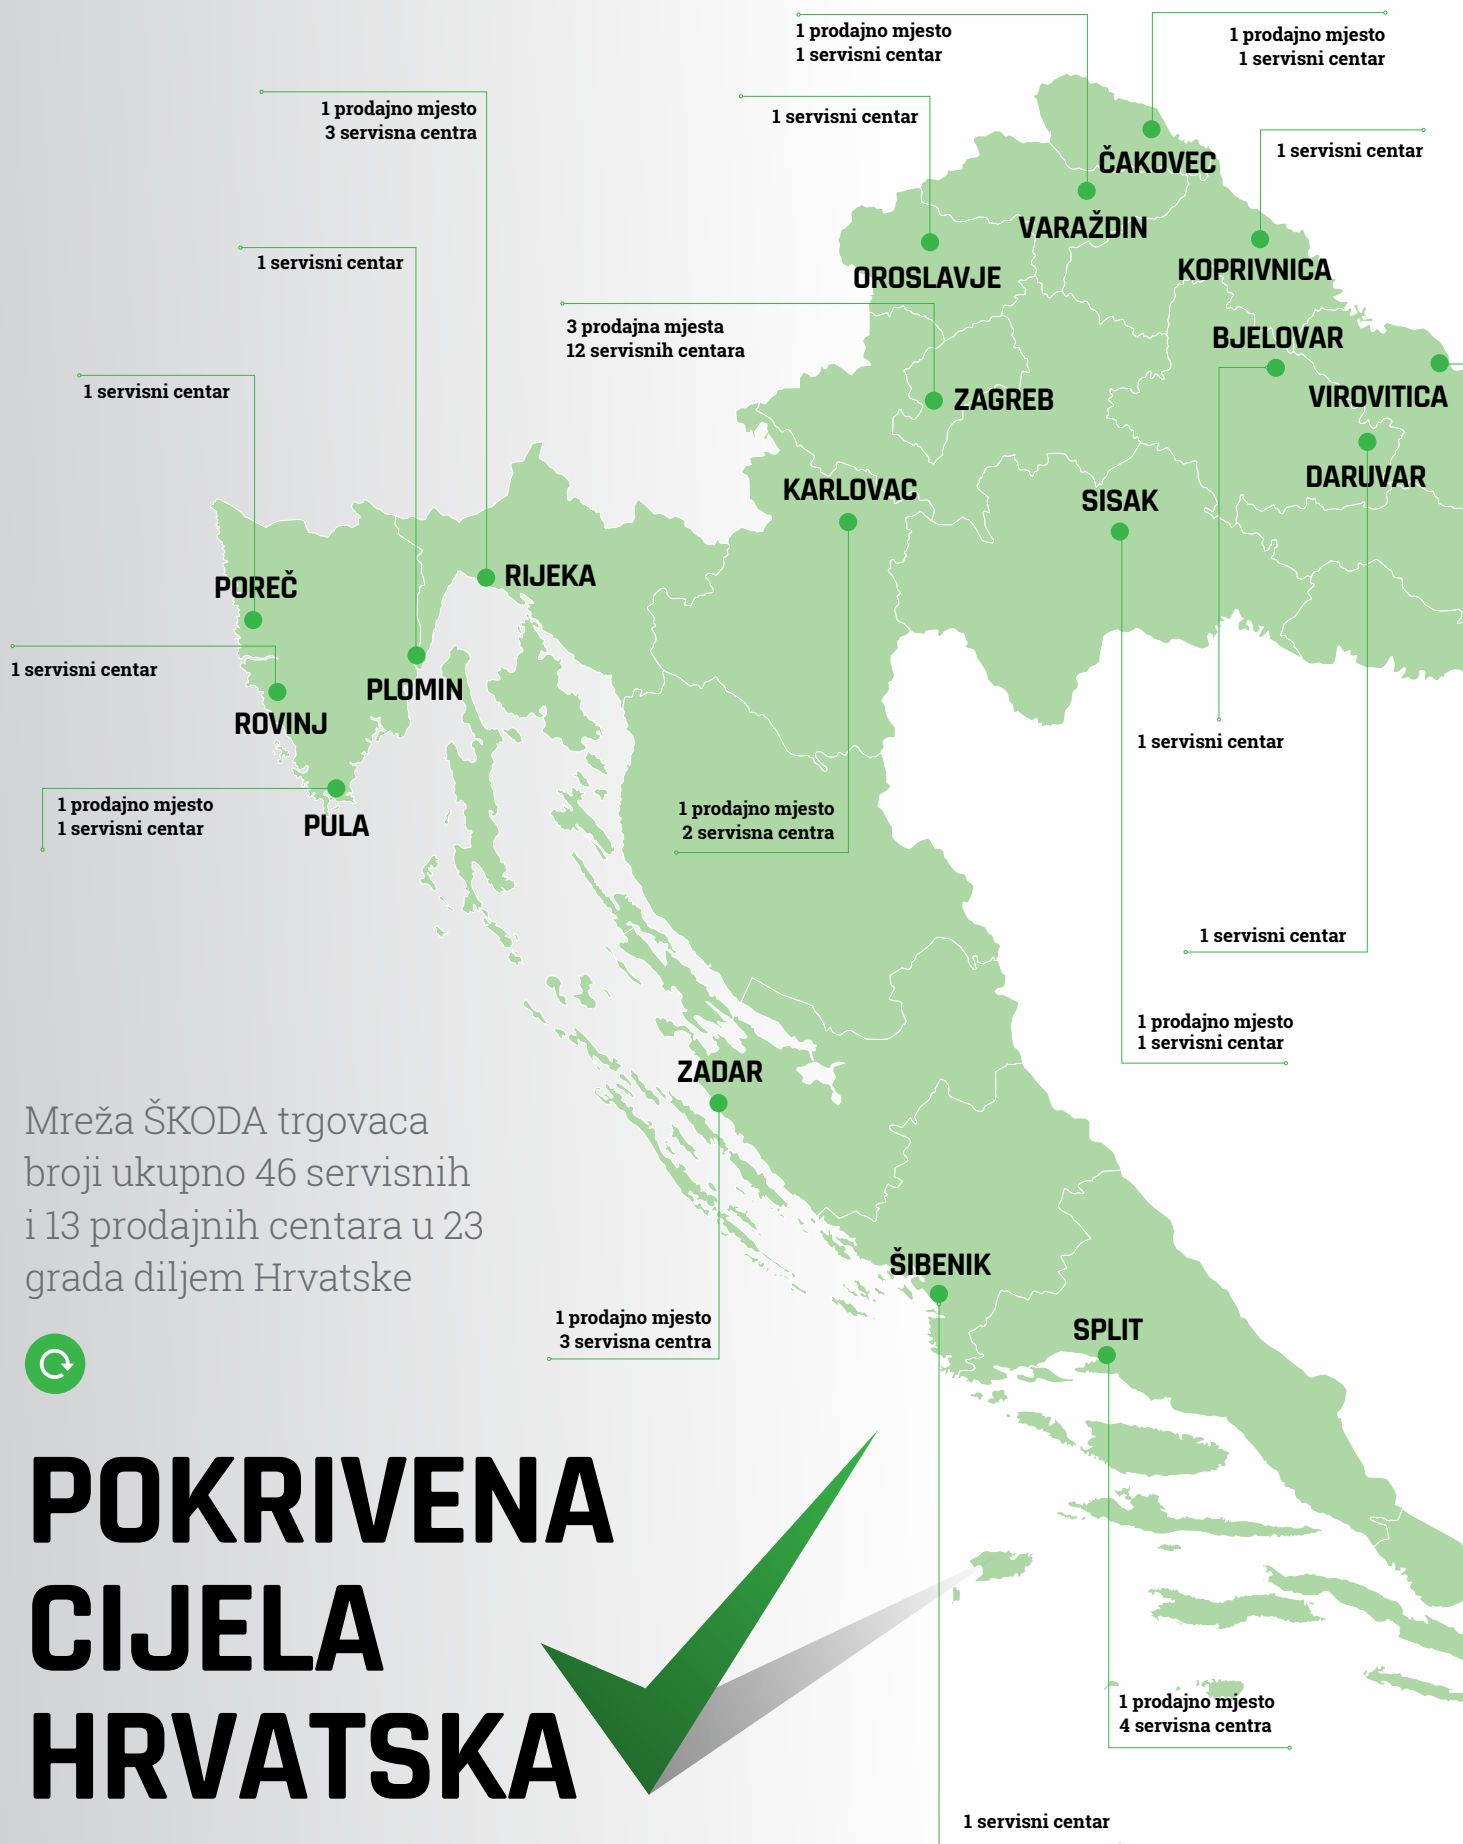 1 prodajno mjesto
1 servisni centar
1 prodajno mjesto
1 servisni centar
1 prodajno mjesto
3 servisna centra
1 servisni centar
1 servisni centar
ČAKOVEC
VARAŽDIN
1 servisni centar
OROSLAVJE
KOPRIVNICA
3 prodajna mjesta
12 servisnih centara
BJELOVAR
1 servisni centar
ZAGREB
VIROVITICA
DARUVAR
KARLOVAC
SISAK
POREČ
RIJEKA
1 servisni centar
PLOMIN
ROVINJ
1 servisni centar
1 prodajno mjesto
1 servisni centar
PULA
1 prodajno mjesto
2 servisna centra
1 servisni centar
1 prodajno mjesto
1 servisni centar
ZADAR
Mreža ŠKODA trgovaca
broji ukupno 46 servisnih
i 13 prodajnih centara u 23
grada diljem Hrvatske
ŠIBENIK
1 prodajno mjesto
3 servisna centra
SPLIT
POKRIVENA
CIJELA
HRVATSKA
1 prodajno mjesto
4 servisna centra
1 servisni centar